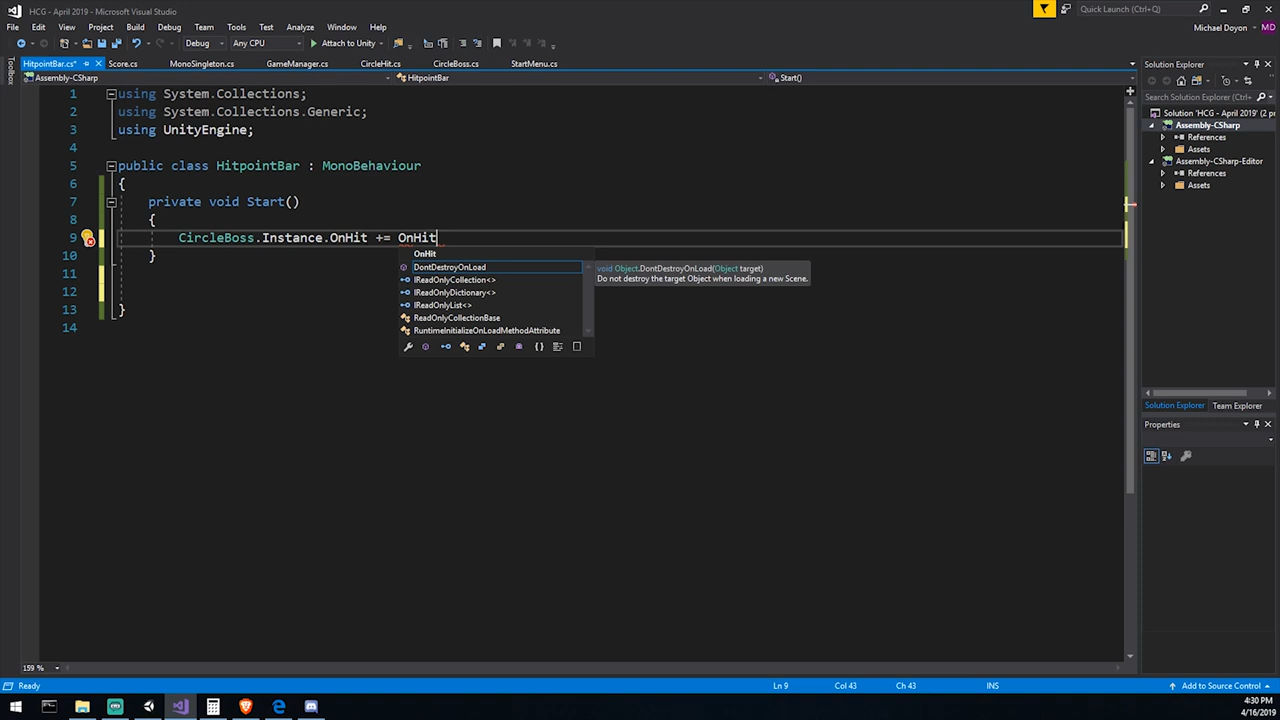 HCG - April 2019 - Microsoft Visual Studio
Quick Launch (Ctrl+Q)
File Edit View Project Build Debug Team Tools Test Analyze Window Help
Michael Doyon MD
Debug Any CPU Attach to Unity
HitpointBar.cs* Score.cs MonoSingleton.cs GameManager.cs CircleHit.cs CircleBoss.cs StartMenu.cs
Assembly-CSharp HitpointBar Start()
Toolbox
1 using System.Collections;
2 using System.Collections.Generic;
3 using UnityEngine;
4
5 public class HitpointBar : MonoBehaviour
6 {
7 private void Start()
8 {
9 CircleBoss.Instance.OnHit += OnHit
10 }
11
12
13 }
14
OnHit
DontDestroyOnLoad
IReadOnlyCollection<>
IReadOnlyDictionary<>
IReadOnlyList<>
ReadOnlyCollectionBase
RuntimeInitializeOnLoadMethodAttribute
void Object.DontDestroyOnLoad(Object target)
Do not destroy the target Object when loading a new Scene.
Solution Explorer
Search Solution Explorer (Ctrl+
Solution 'HCG - April 2019' (2 p
Assembly-CSharp
References
Assets
Assembly-CSharp-Editor
References
Assets
Solution Explorer Team Explorer
Properties
159 %
Ready Ln 9 Col 43 Ch 43 INS Add to Source Control
4:30 PM
4/16/2019